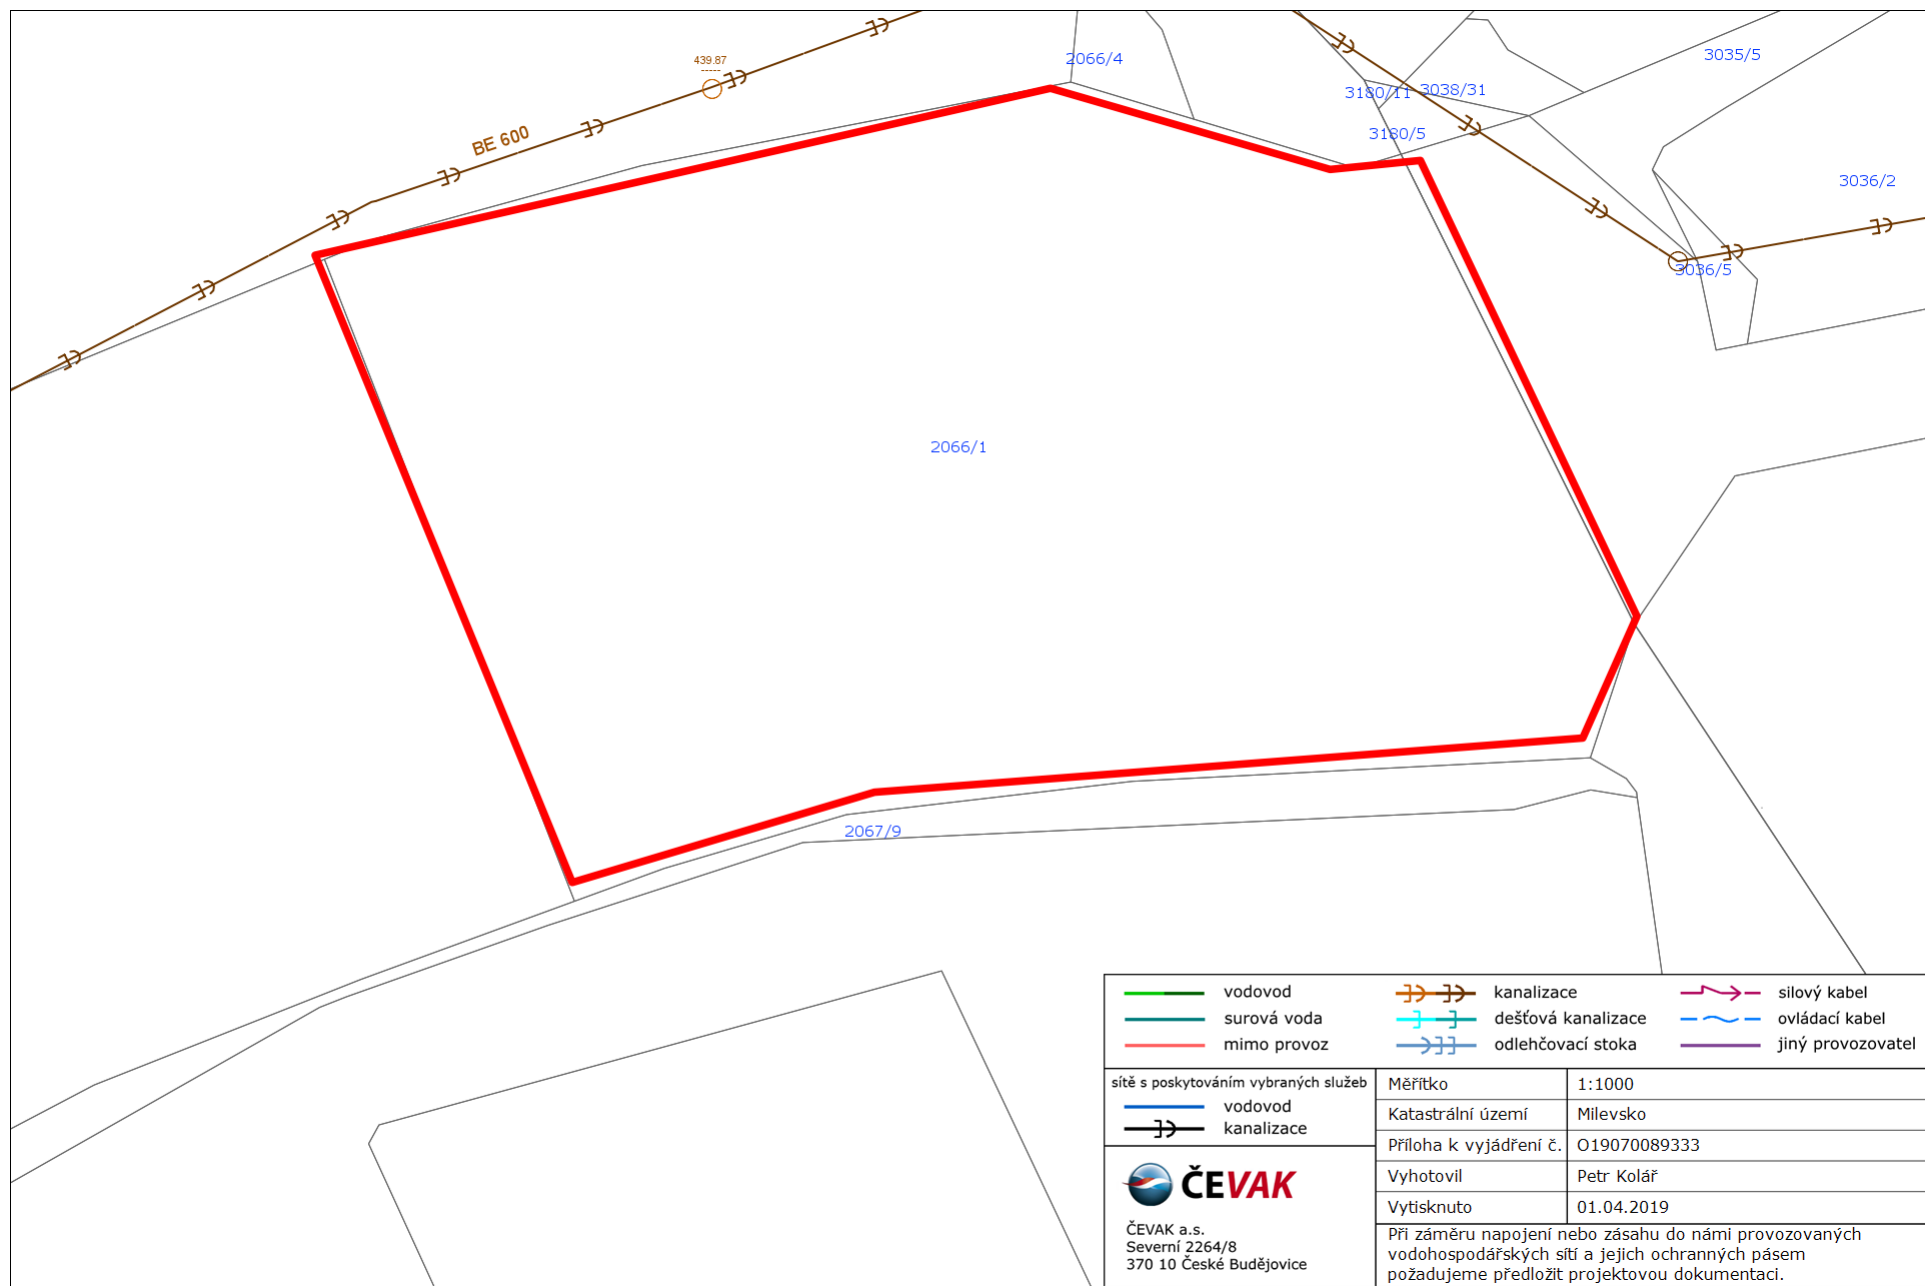 439.87
BE 600
2066/4
3180/11
3038/31
3035/5
3180/5
3036/2
3036/5
2066/1
2067/9
vodovod
surová voda
mimo provoz
kanalizace
dešťová kanalizace
odlehčovací stoka
silový kabel
ovládací kabel
jiný provozovatel
sítě s poskytováním vybraných služeb
vodovod
kanalizace
ČEVAK
ČEVAK a.s.
Severní 2264/8
370 10 České Budějovice
Měřítko 1:1000
Katastrální území Milevsko
Příloha k vyjádření č. O19070089333
Vyhotovil Petr Kolář
Vytisknuto 01.04.2019
Při záměru napojení nebo zásahu do námi provozovaných
vodohospodářských sítí a jejich ochranných pásem
požadujeme předložit projektovou dokumentaci.